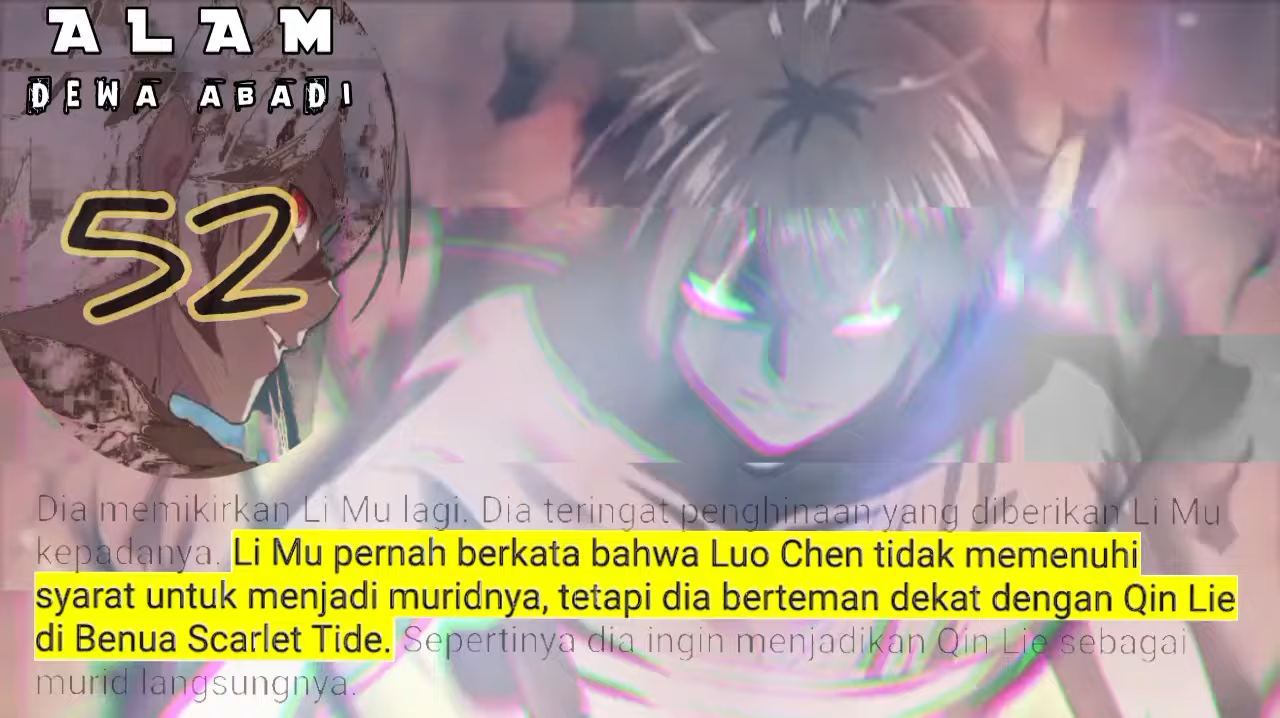 ALAM
DEWA ABADI
52
Dia memikirkan Li Mu lagi. Dia teringat penghinaan yang diberikan Li Mu
kepadanya. Li Mu pernah berkata bahwa Luo Chen tidak memenuhi
syarat untuk menjadi muridnya, tetapi dia berteman dekat dengan Qin Lie
di Benua Scarlet Tide. Sepertinya dia ingin menjadikan Qin Lie sebagai
murid langsungnya.